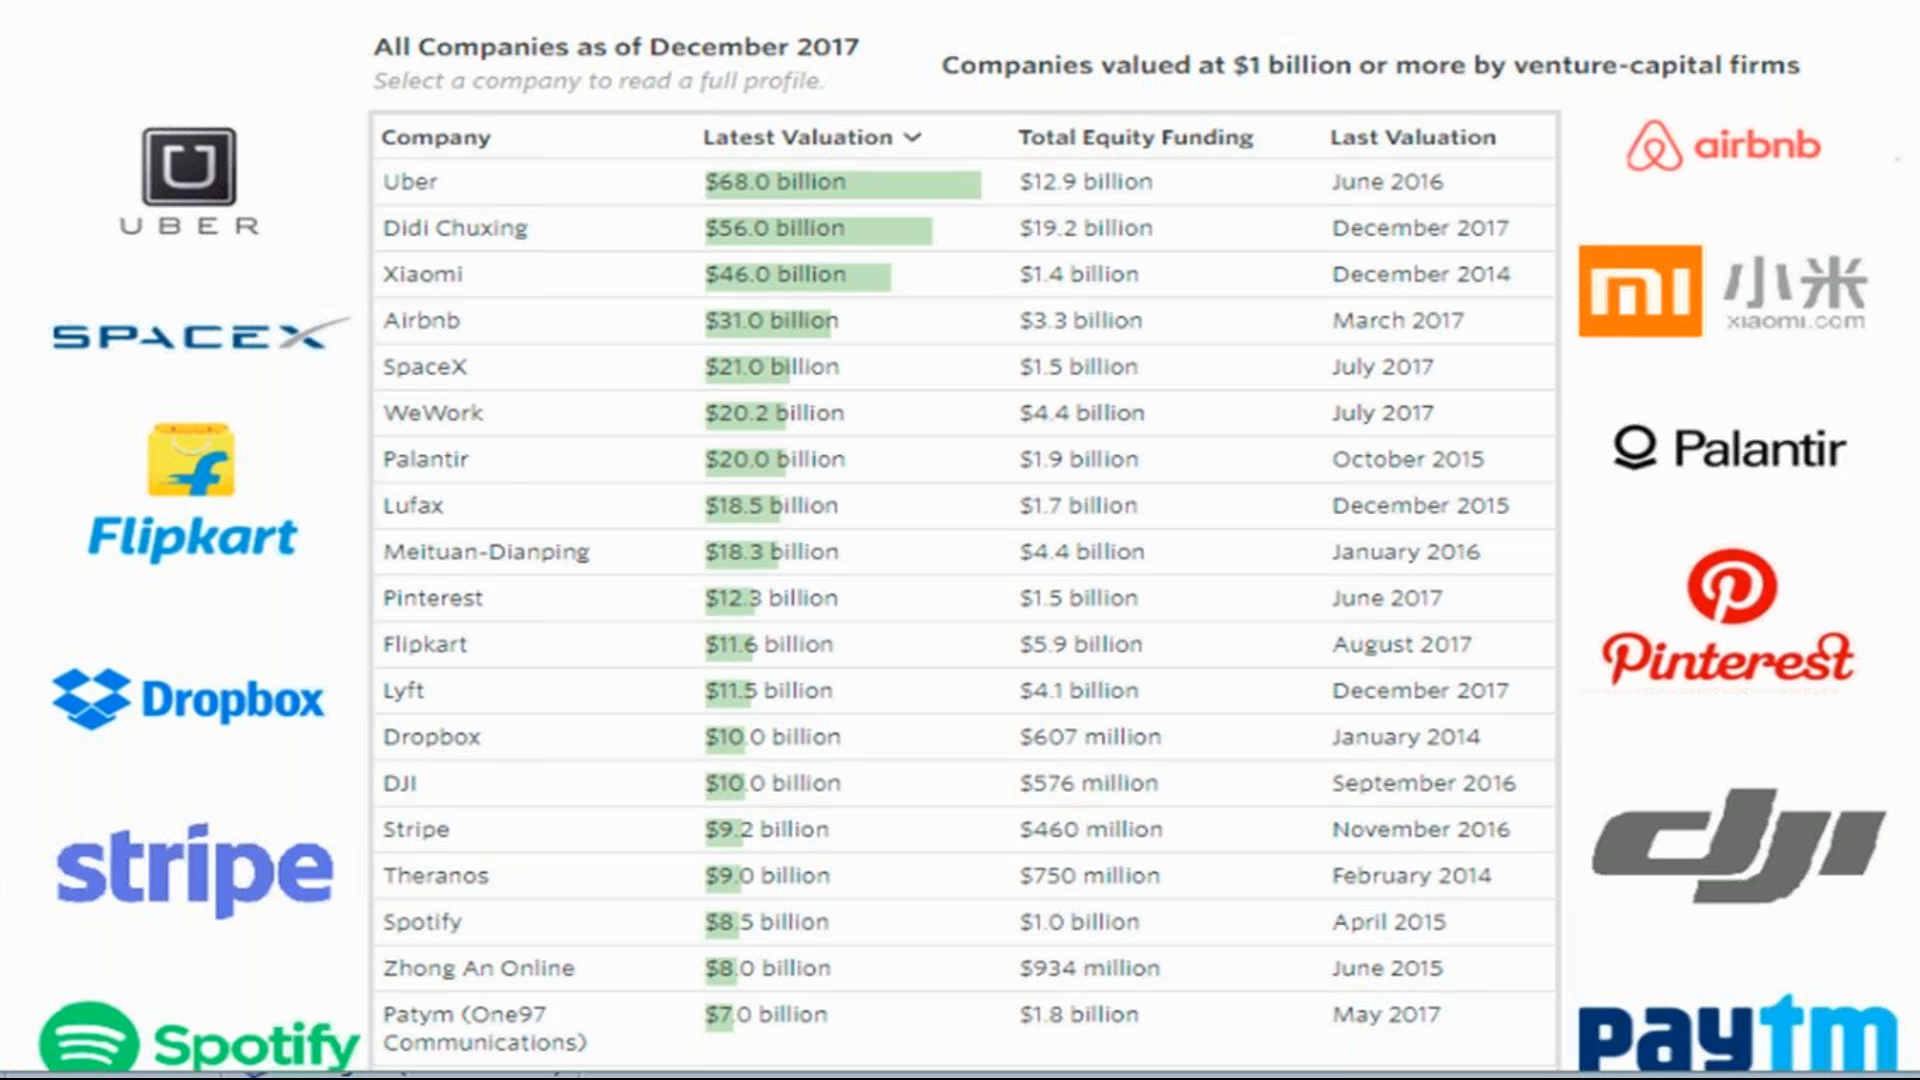 All Companies as of December 2017
Select a company to read a full profile.
Companies valued at $1 billion or more by venture-capital firms
Company Latest Valuation Total Equity Funding Last Valuation
Uber $68.0 billion $12.9 billion June 2016
Didi Chuxing $56.0 billion $19.2 billion December 2017
Xiaomi $46.0 billion $1.4 billion December 2014
Airbnb $31.0 billion $3.3 billion March 2017
SpaceX $21.0 billion $1.5 billion July 2017
WeWork $20.2 billion $4.4 billion July 2017
Palantir $20.0 billion $1.9 billion October 2015
Lufax $18.5 billion $1.7 billion December 2015
Meituan-Dianping $18.3 billion $4.4 billion January 2016
Pinterest $12.3 billion $1.5 billion June 2017
Flipkart $11.6 billion $5.9 billion August 2017
Lyft $11.5 billion $4.1 billion December 2017
Dropbox $10.0 billion $607 million January 2014
DJI $10.0 billion $576 million September 2016
Stripe $9.2 billion $460 million November 2016
Theranos $9.0 billion $750 million February 2014
Spotify $8.5 billion $1.0 billion April 2015
Zhong An Online $8.0 billion $934 million June 2015
Patym (One97 $7.0 billion $1.8 billion May 2017
Communications)
U
UBER
SPACEX
f
Flipkart
Dropbox
stripe
Spotify
airbnb
mi 小米
xiaomi.com
Palantir
P
Pinterest
dji
paytm